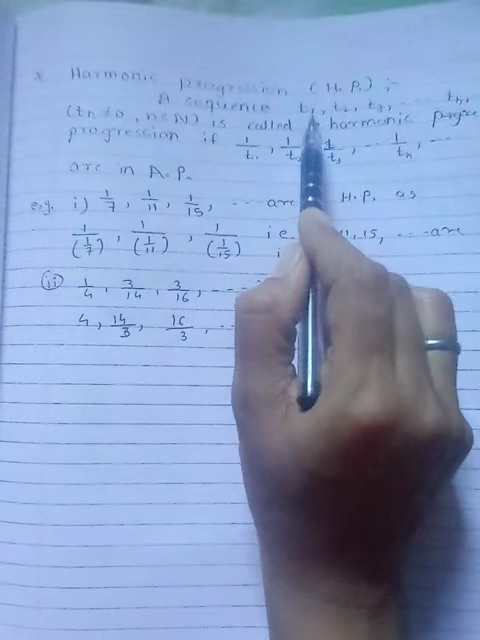 * Harmonic progression (H.P.) :-
A sequence t₁, t₂, t₃, ... tn,
(tn≠0, n∈N) is called harmonic
progression if 1/t₁, 1/t₂, 1/t₃, ... 1/tn, ...
are in A.P.
e.g. i) 1/7, 1/11, 1/15, ... are H.P. as
1/(1/7), 1/(1/11), 1/(1/15) i.e. 11, 15, ... are
(ii) 1/4, 3/14, 3/16, ...
4, 14/3, 16/3, ...